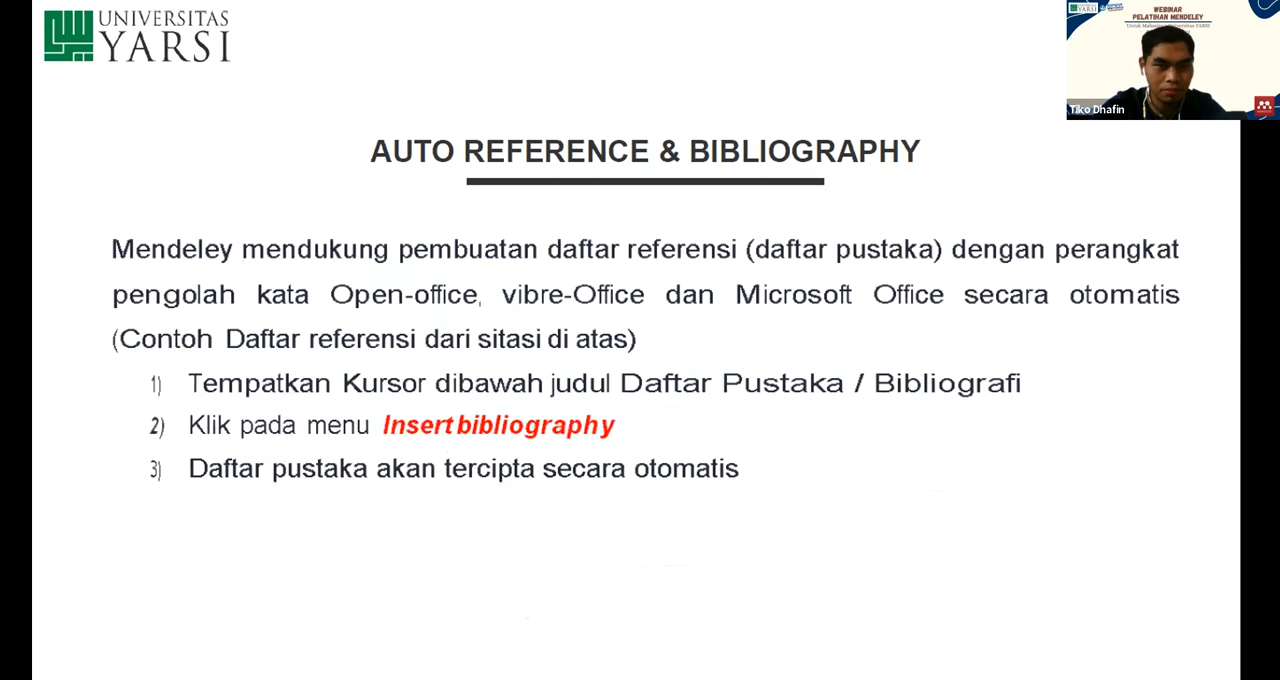 UNIVERSITAS
YARSI
WEBINAR
PELATIHAN MENDELEY
Tiko Dhafin
AUTO REFERENCE & BIBLIOGRAPHY
Mendeley mendukung pembuatan daftar referensi (daftar pustaka) dengan perangkat
pengolah kata Open-office, vibre-Office dan Microsoft Office secara otomatis
(Contoh Daftar referensi dari sitasi di atas)
1) Tempatkan Kursor dibawah judul Daftar Pustaka / Bibliografi
2) Klik pada menu Insert bibliography
3) Daftar pustaka akan tercipta secara otomatis